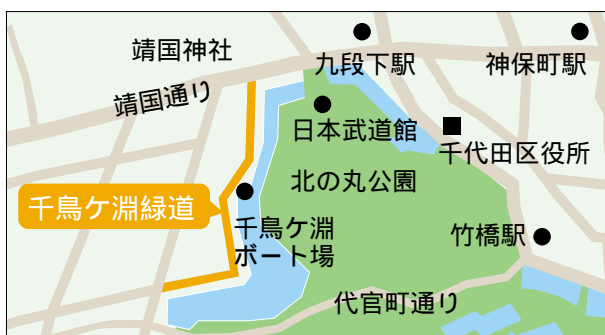 靖国神社
九段下駅
神保町駅
靖国通り
日本武道館
千代田区役所
北の丸公園
千鳥ケ淵緑道
千鳥ケ淵
ボート場
竹橋駅
代官町通り